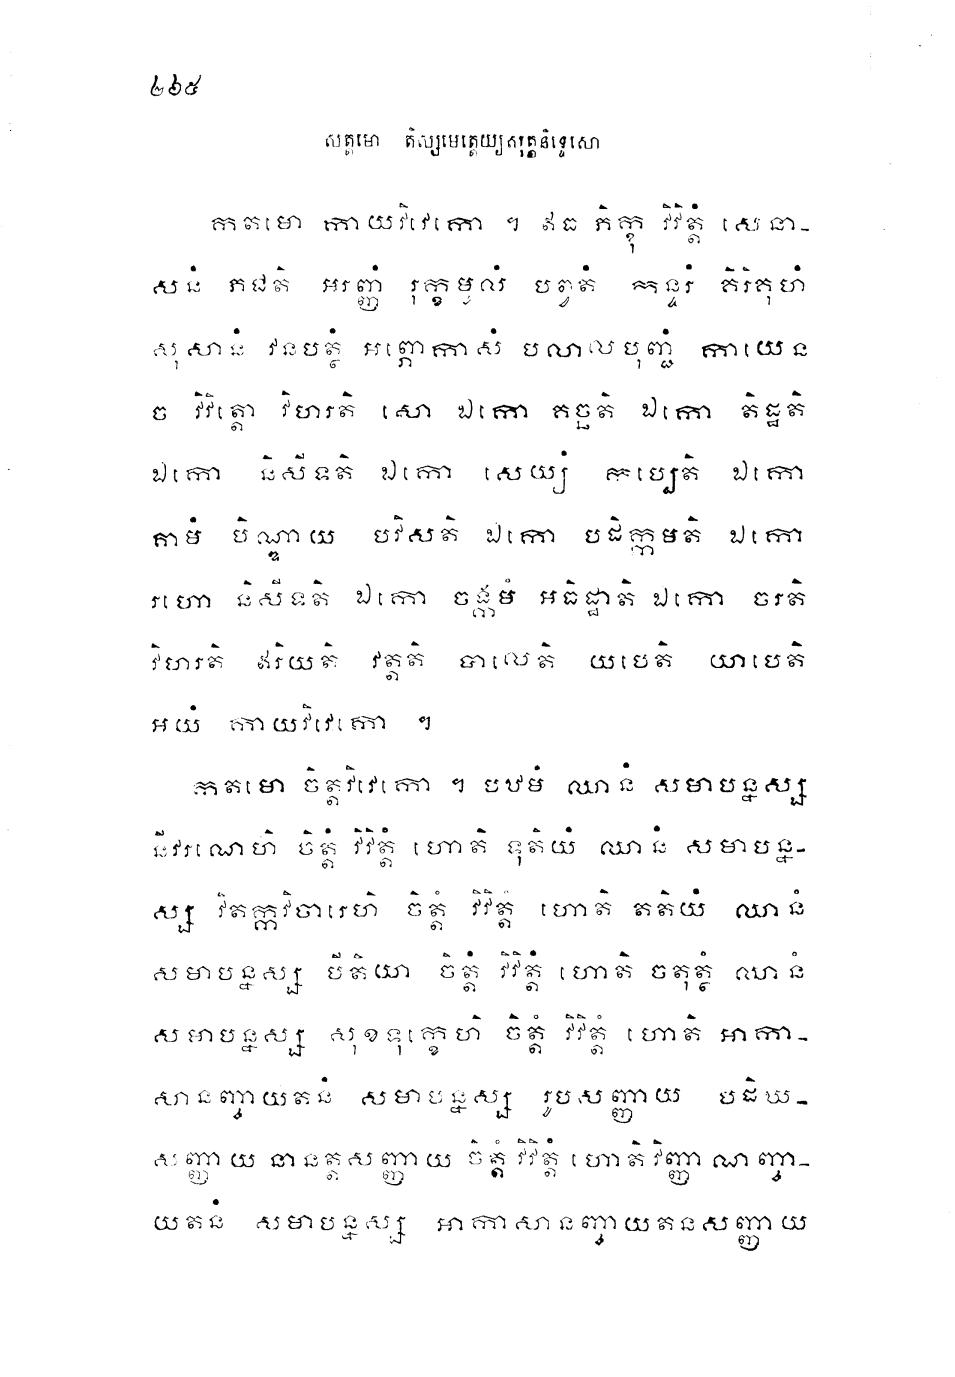 ២៦៥
សត្តមោ តិស្សមេត្តេយ្យសុត្តនិទ្ទេសោ
កតមោ កាយវិវេកោ ។ ឥធ ភិក្ខុ វិវិត្តំ សេនា-
សនំ ភជតិ អរញ្ញំ រុក្ខមូលំ បព្វតំ កន្ទរំ គិរិគុហំ
សុសានំ វនបត្ថំ អព្ភោកាសំ បលាលបុញ្ជំ កាយេន
ច វិវិត្តោ វិហរតិ សោ ឯកោ គច្ឆតិ ឯកោ តិដ្ឋតិ
ឯកោ និសីទតិ ឯកោ សេយ្យំ កប្បេតិ ឯកោ
គាមំ បិណ្ឌាយ បវិសតិ ឯកោ បដិក្កមតិ ឯកោ
រហោ និសីទតិ ឯកោ ចង្កមំ អធិដ្ឋាតិ ឯកោ ចរតិ
វិហរតិ ឥរិយតិ វត្តតិ បាលេតិ យបេតិ យាបេតិ
អយំ កាយវិវេកោ ។
កតមោ ចិត្តវិវេកោ ។ បឋមំ ឈានំ សមាបន្នស្ស
នីវរណេហិ ចិត្តំ វិវិត្តំ ហោតិ ទុតិយំ ឈានំ សមាបន្ន-
ស្ស វិតក្កវិចារេហិ ចិត្តំ វិវិត្តំ ហោតិ តតិយំ ឈានំ
សមាបន្នស្ស បីតិយា ចិត្តំ វិវិត្តំ ហោតិ ចតុត្ថំ ឈានំ
សមាបន្នស្ស សុខទុក្ខេហិ ចិត្តំ វិវិត្តំ ហោតិ អាកា-
សានញ្ចាយតនំ សមាបន្នស្ស រូបសញ្ញាយ បដិឃ-
សញ្ញាយ នានត្តសញ្ញាយ ចិត្តំ វិវិត្តំ ហោតិ វិញ្ញាណញ្ចា-
យតនំ សមាបន្នស្ស អាកាសានញ្ចាយតនសញ្ញាយ